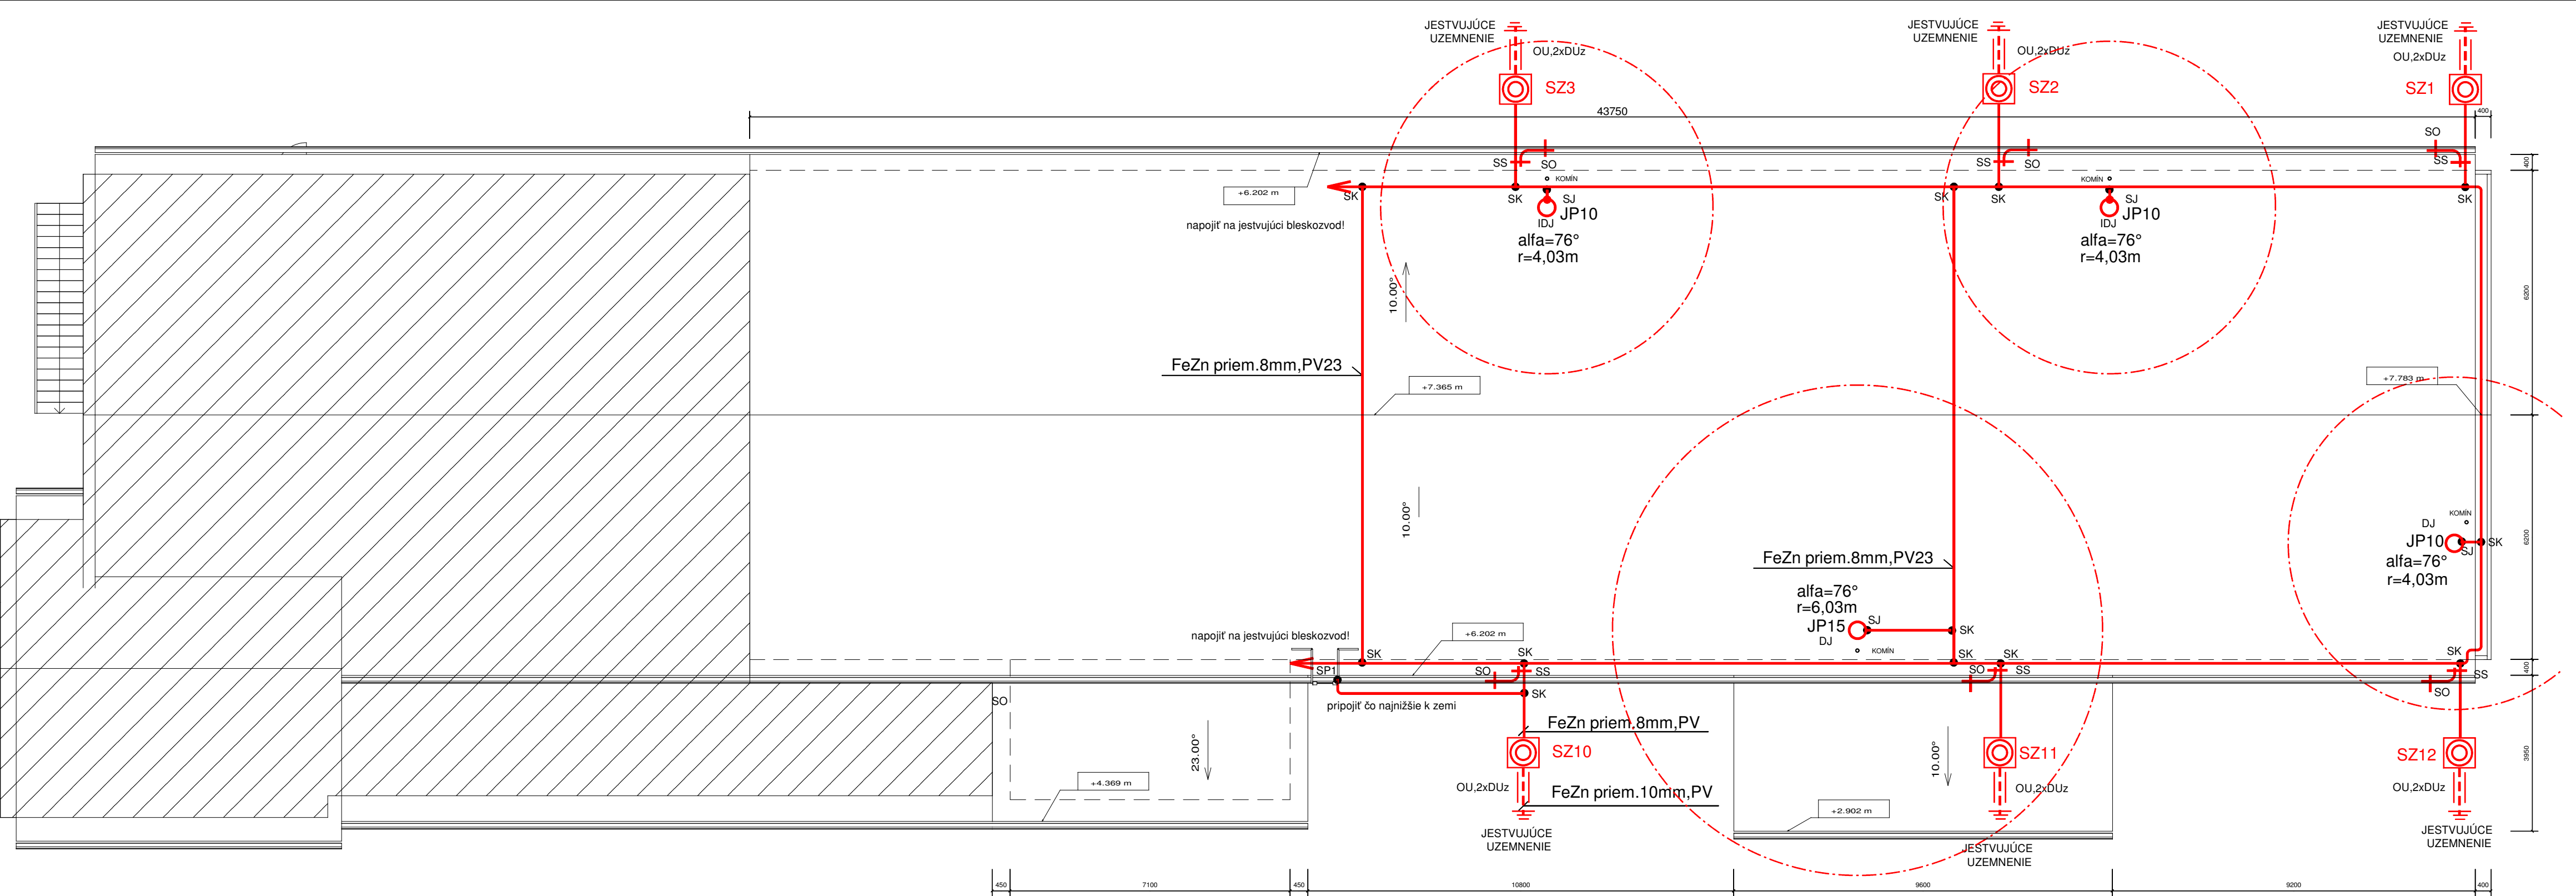 JESTVUJÚCE
UZEMNENIE
OU,2xDUz
SZ3
JESTVUJÚCE
UZEMNENIE
OU,2xDUz
SZ2
JESTVUJÚCE
UZEMNENIE
OU,2xDUz
SZ1
43750
400
SS
SO
SS
SO
SO
SS
400
+6.202 m
napojiť na jestvujúci bleskozvod!
SK
SK
KOMÍN
SJ
JP10
IDJ
alfa=76°
r=4,03m
SK
SK
KOMÍN
SJ
JP10
IDJ
alfa=76°
r=4,03m
SK
10.00°
6200
FeZn priem.8mm,PV23
+7.365 m
+7.783 m
10.00°
KOMÍN
DJ
JP10
SJ
SK
alfa=76°
r=4,03m
6200
FeZn priem.8mm,PV23
alfa=76°
r=6,03m
JP15
SJ
DJ
SK
KOMÍN
napojiť na jestvujúci bleskozvod!
+6.202 m
SP1
SK
SK
SO
SS
SK
SK
SK
SO
SS
SK
SO
SS
400
SO
pripojiť čo najnižšie k zemi
SK
FeZn priem.8mm,PV
SZ10
OU,2xDUz
FeZn priem.10mm,PV
JESTVUJÚCE
UZEMNENIE
23.00°
+4.369 m
10.00°
+2.902 m
SZ11
OU,2xDUz
JESTVUJÚCE
UZEMNENIE
SZ12
OU,2xDUz
JESTVUJÚCE
UZEMNENIE
3950
450
7100
450
10800
9600
9200
400